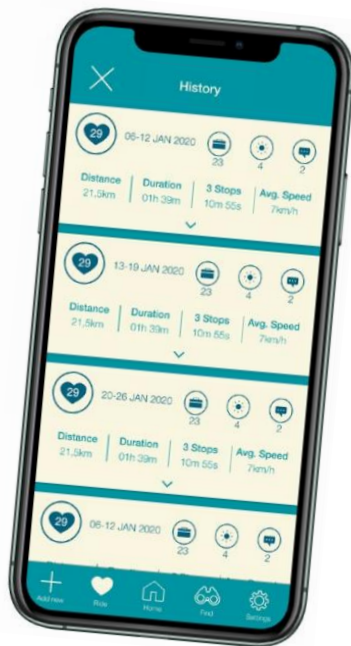 History
29 06-12 JAN 2020
23 4 2
Distance Duration 3 Stops Avg. Speed
21,5km 01h 39m 10m 55s 7km/h
29 13-19 JAN 2020
23 4 2
Distance Duration 3 Stops Avg. Speed
21,5km 01h 39m 10m 55s 7km/h
29 20-26 JAN 2020
23 4 2
Distance Duration 3 Stops Avg. Speed
21,5km 01h 39m 10m 55s 7km/h
29 06-12 JAN 2020
23 4 2
Add new Ride Home Find Settings